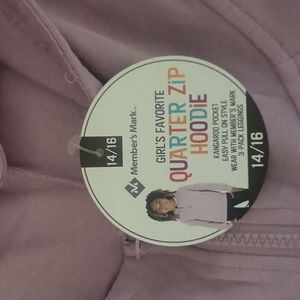 14/16
Member's Mark™
GIRL'S FAVORITE
QUARTER ZiP
HOODiE
KANGAROO POCKET
EASY PULL ON STYLE
WEAR WITH MEMBER'S MARK
3-PACK LEGGINGS
14/16